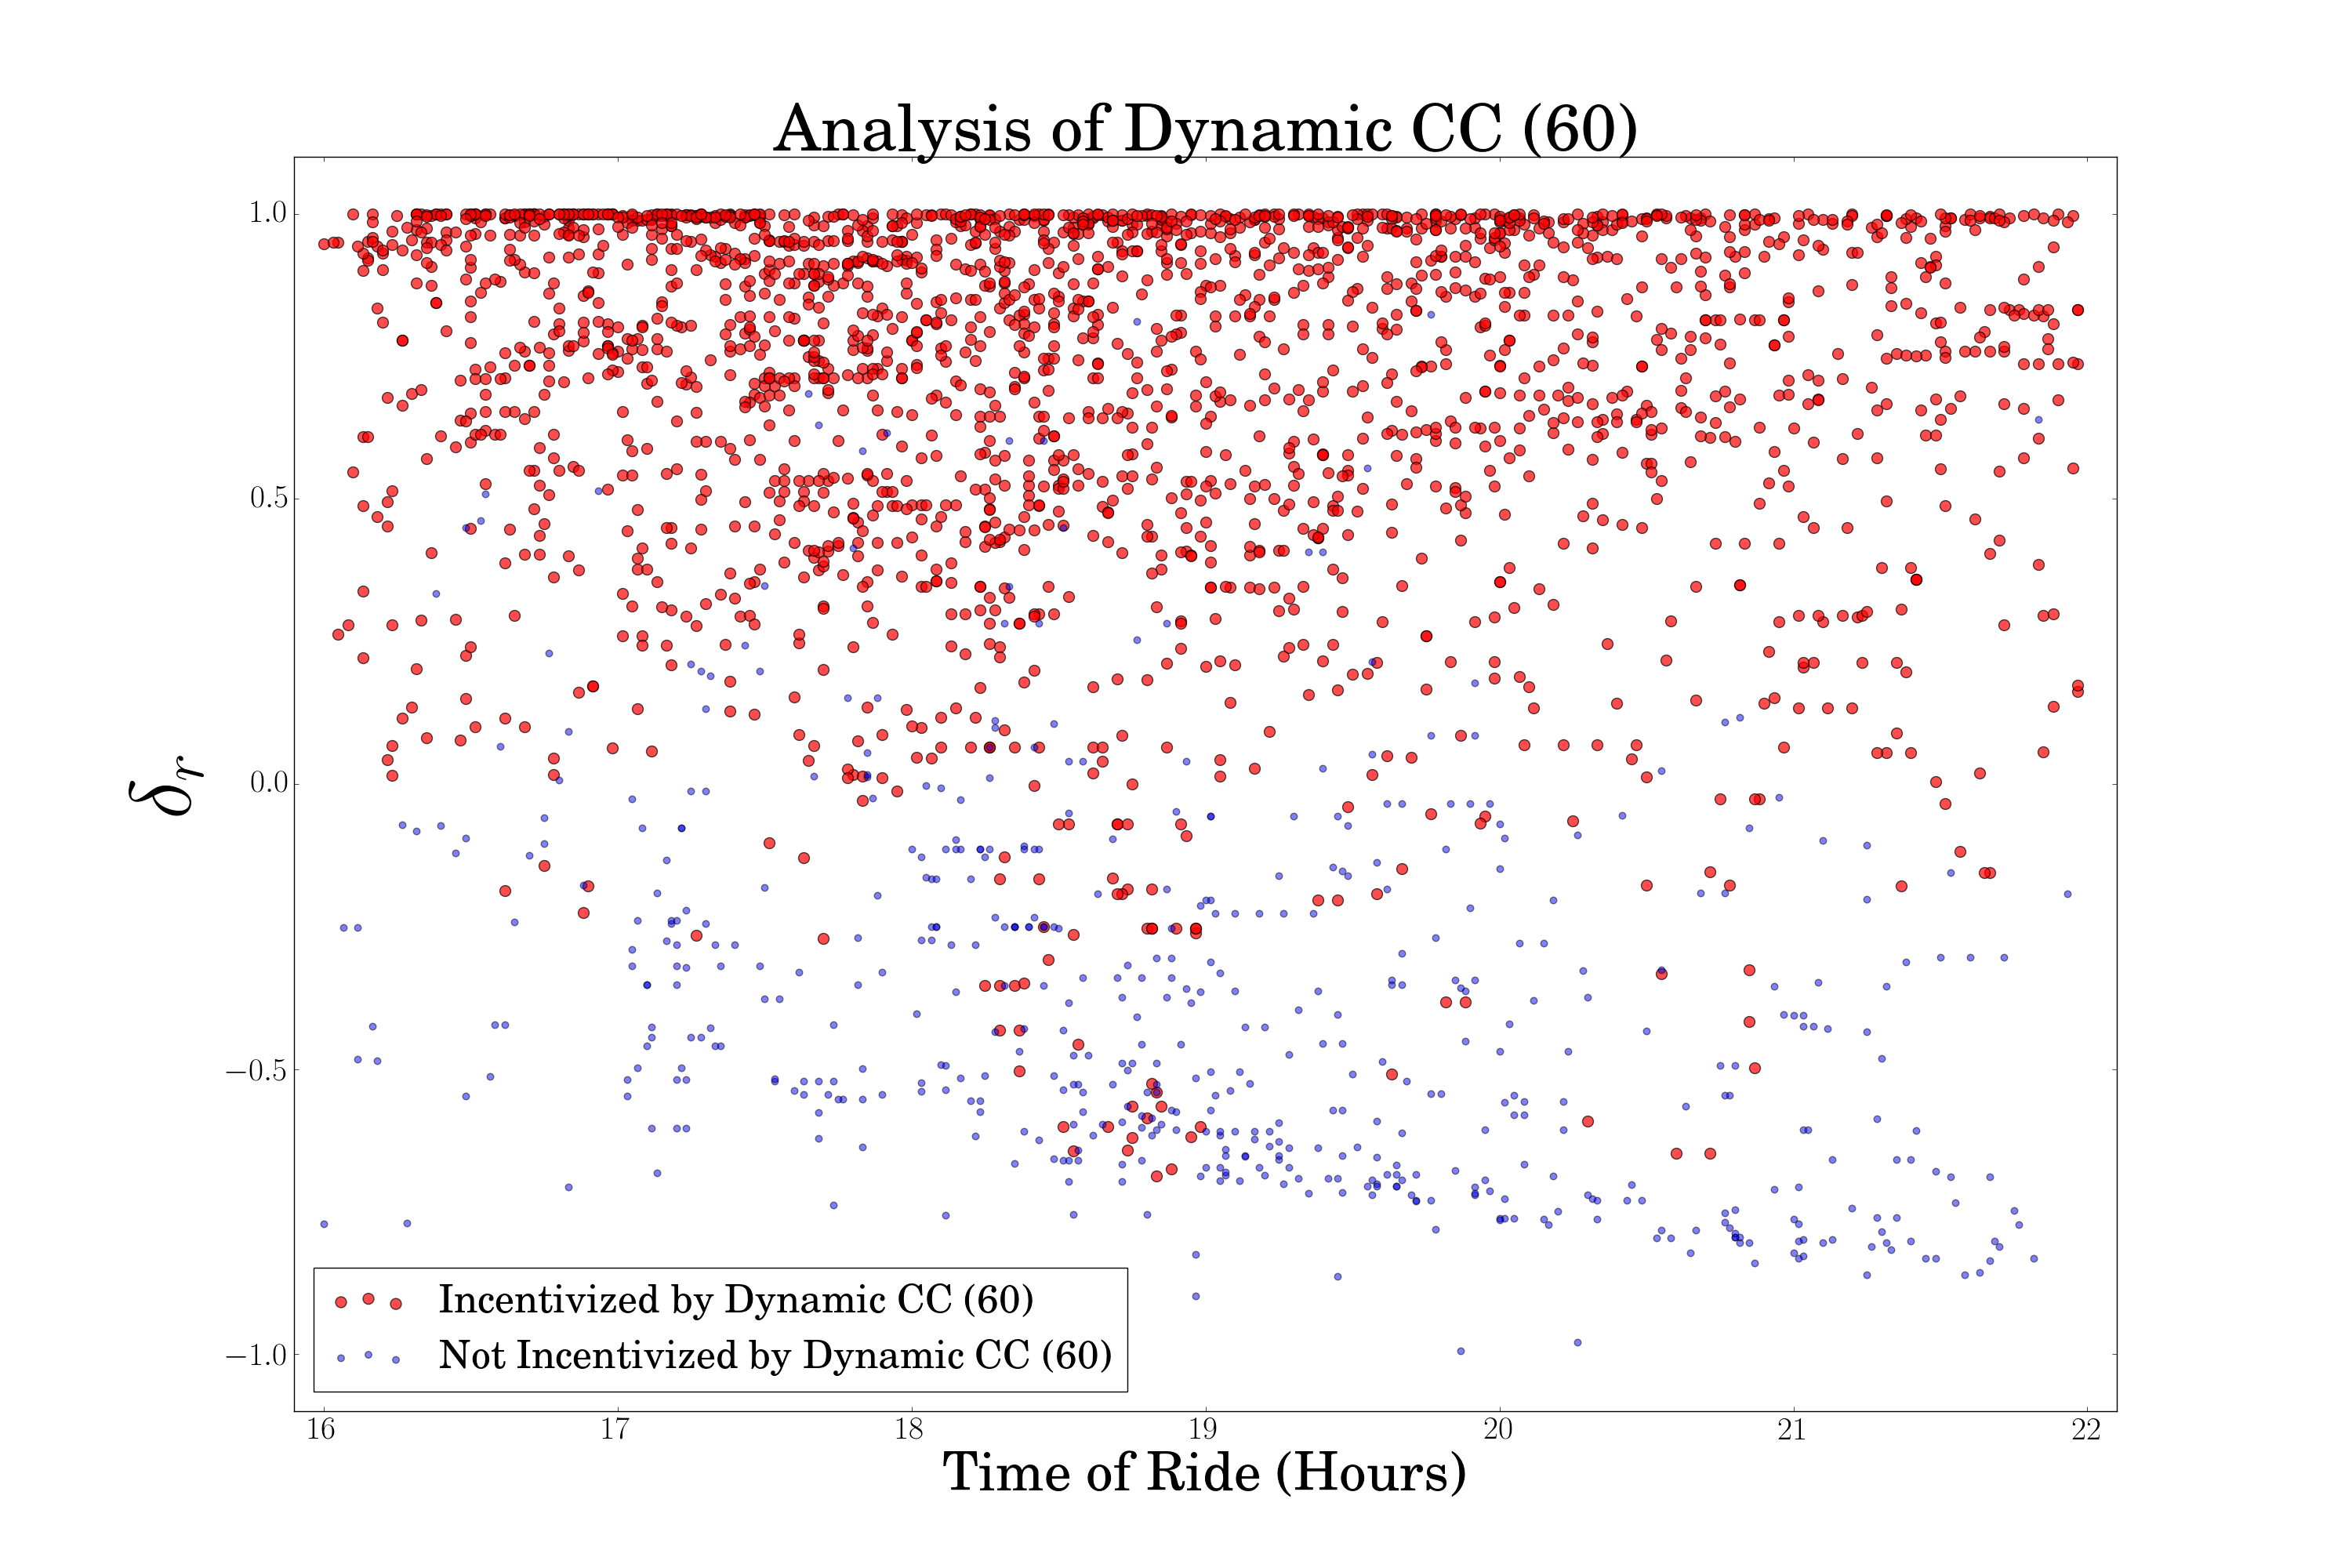 Analysis of Dynamic CC (60)
1.0
0.5
0.0
−0.5
−1.0
δr
Incentivized by Dynamic CC (60)
Not Incentivized by Dynamic CC (60)
16 17 18 19 20 21 22
Time of Ride (Hours)